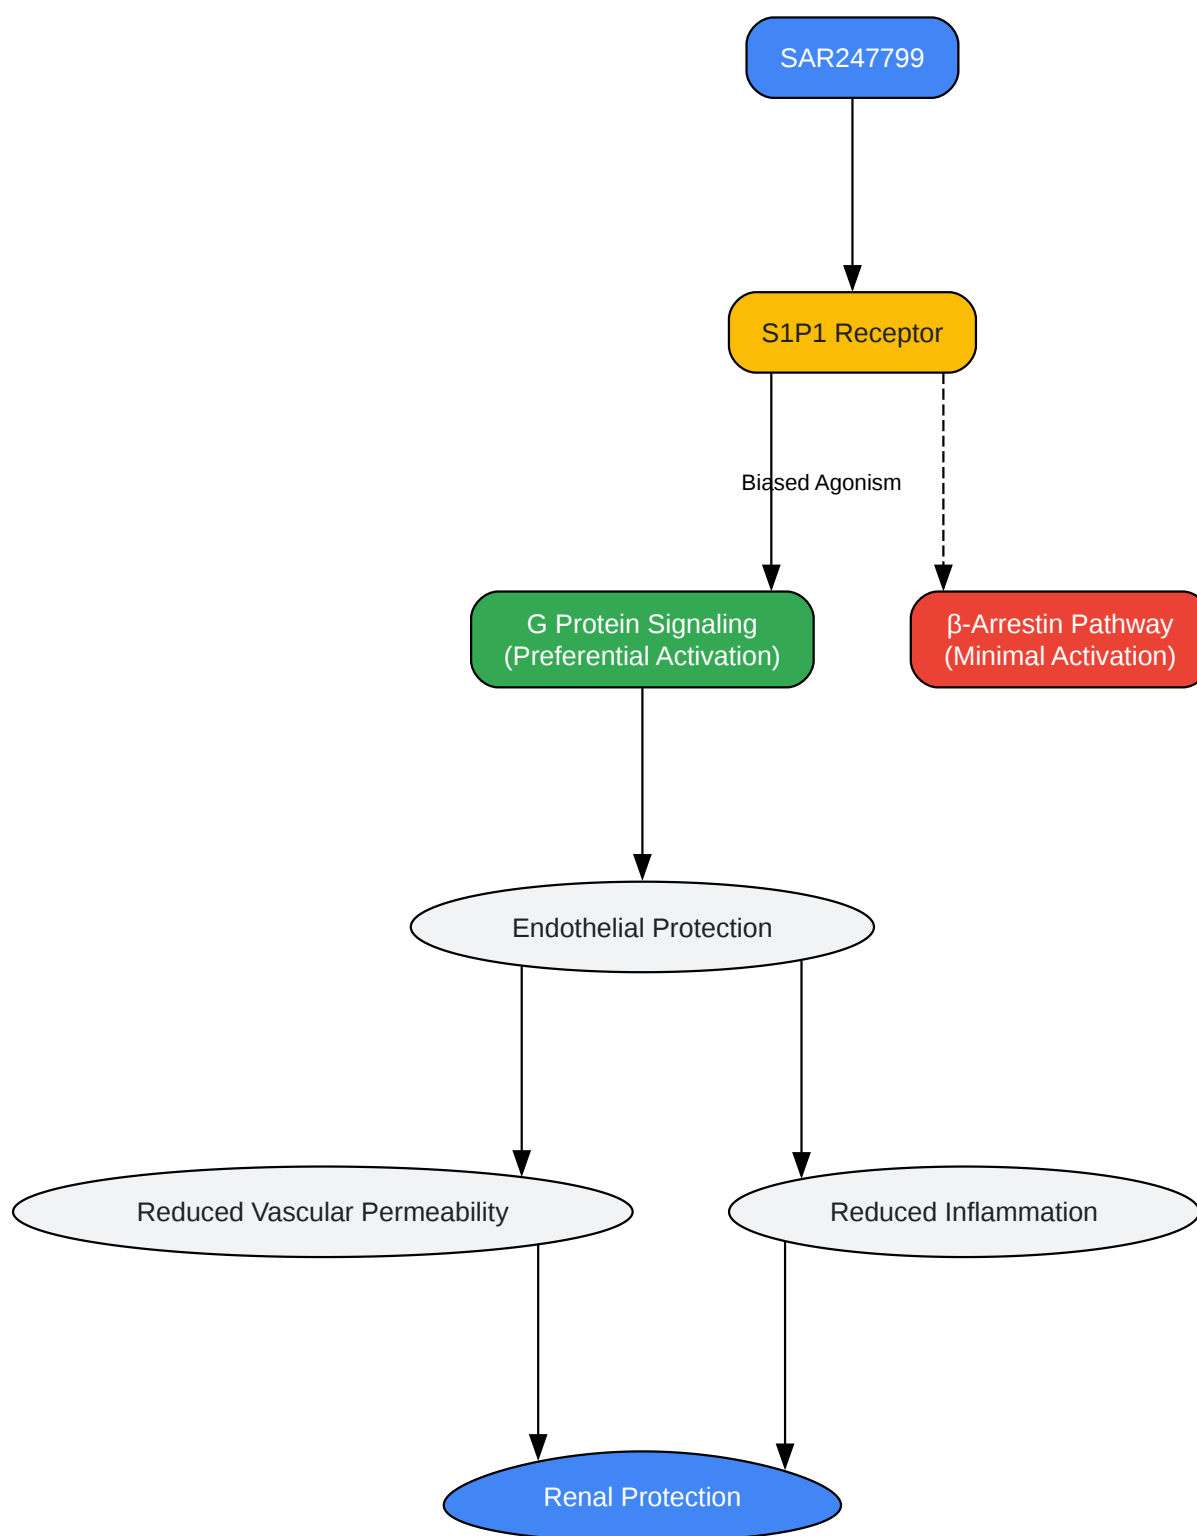 SAR247799
S1P1 Receptor
Biased Agonism
G Protein Signaling
(Preferential Activation)
β-Arrestin Pathway
(Minimal Activation)
Endothelial Protection
Reduced Vascular Permeability
Reduced Inflammation
Renal Protection